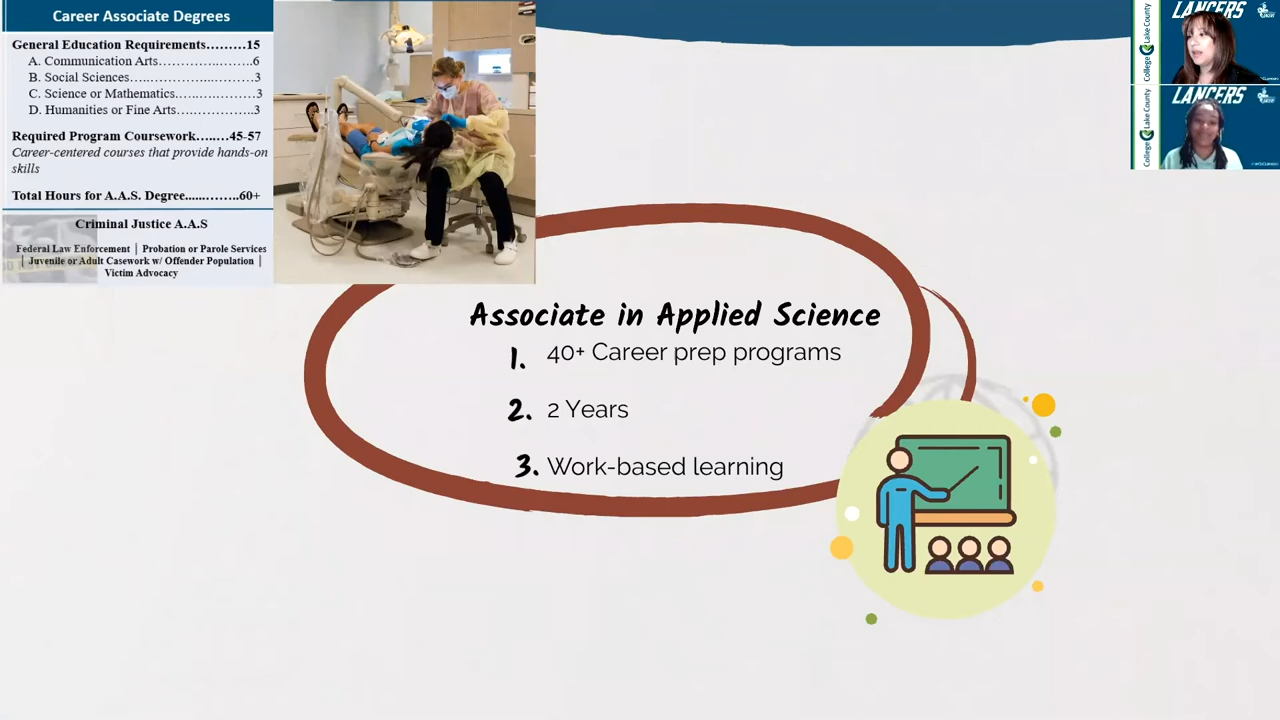 Career Associate Degrees
General Education Requirements.........15
A. Communication Arts..................6
B. Social Sciences........................3
C. Science or Mathematics.................3
D. Humanities or Fine Arts...................3
Required Program Coursework.......45-57
Career-centered courses that provide hands-on
skills
Total Hours for A.A.S. Degree.............60+
Criminal Justice A.A.S
Federal Law Enforcement | Probation or Parole Services
| Juvenile or Adult Casework w/ Offender Population |
Victim Advocacy
Associate in Applied Science
1. 40+ Career prep programs
2. 2 Years
3. Work-based learning
College Lake County
LANCERS
College Lake County
LANCERS